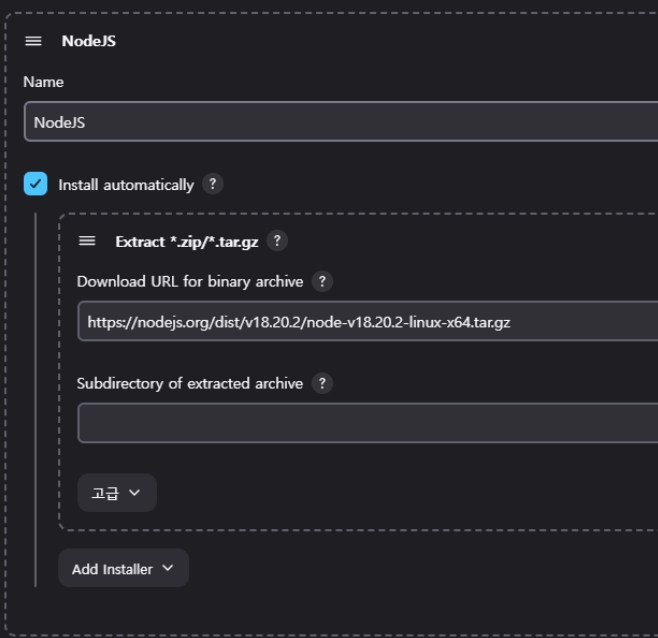 NodeJS
Name
NodeJS
Install automatically ?
Extract *.zip/*.tar.gz ?
Download URL for binary archive ?
https://nodejs.org/dist/v18.20.2/node-v18.20.2-linux-x64.tar.gz
Subdirectory of extracted archive ?
고급
Add Installer